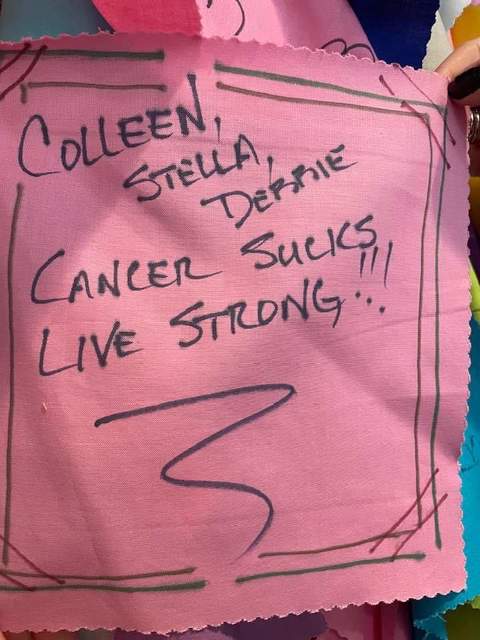 COLLEEN,
STELLA,
DEBBIE
CANCER SUCKS
LIVE STRONG!!!